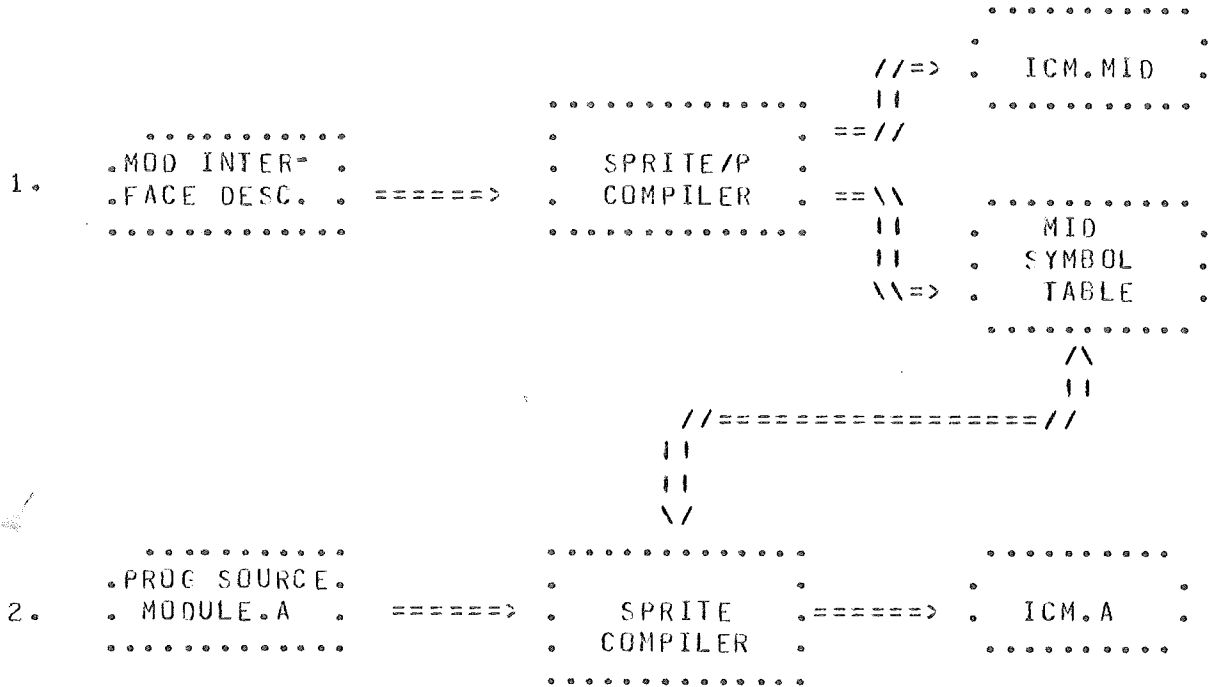 ICM.MID
1. MOD INTER- SPRITE/P
FACE DESC. ======> COMPILER
MID
SYMBOL
TABLE
PROG SOURCE
2. MODULE.A ======> SPRITE ======> ICM.A
COMPILER